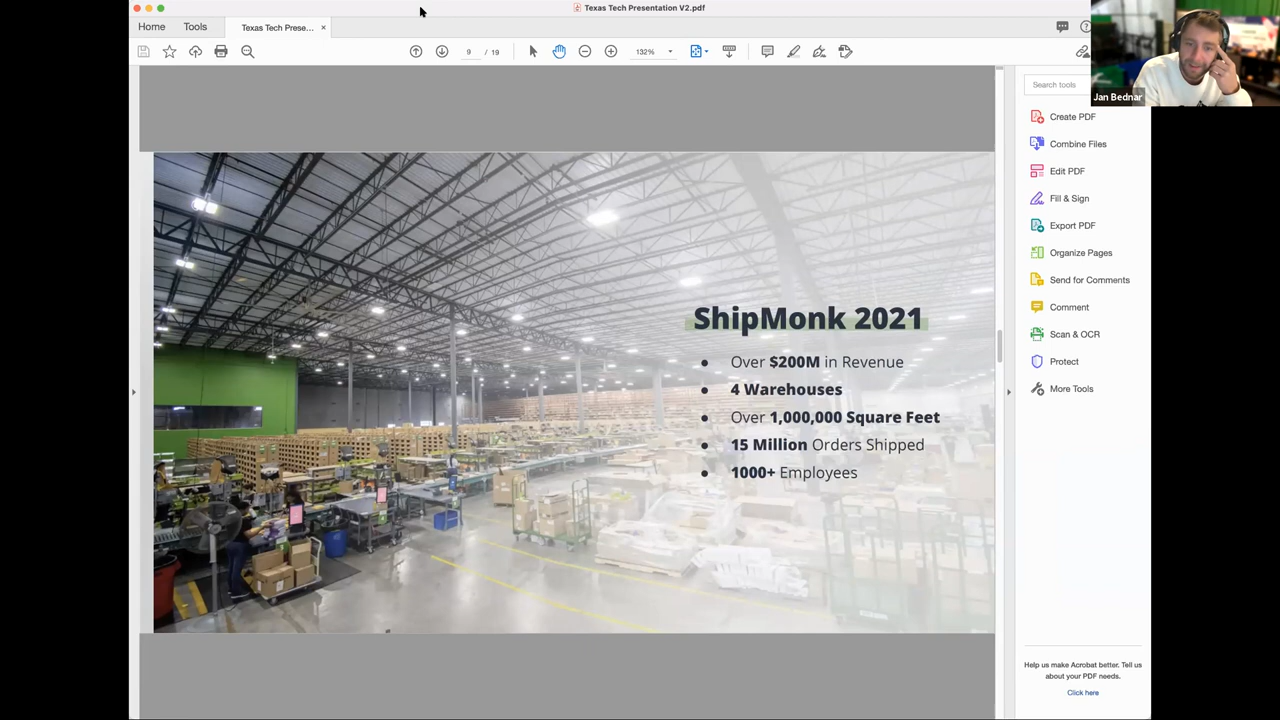 Texas Tech Presentation V2.pdf
Home
Tools
Texas Tech Prese...
×
9 / 19
132%
Search tools
Jan Bednar
Create PDF
Combine Files
Edit PDF
Fill & Sign
Export PDF
Organize Pages
Send for Comments
Comment
Scan & OCR
Protect
More Tools
ShipMonk 2021
● Over $200M in Revenue
● 4 Warehouses
● Over 1,000,000 Square Feet
● 15 Million Orders Shipped
● 1000+ Employees
Help us make Acrobat better. Tell us
about your PDF needs.
Click here